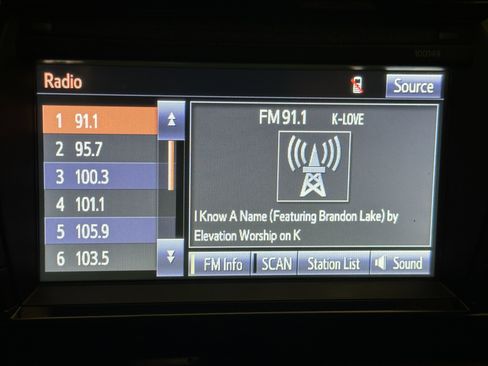 100349
Radio
Source
1 91.1
2 95.7
3 100.3
4 101.1
5 105.9
6 103.5
FM 91.1 K-LOVE
I Know A Name (Featuring Brandon Lake) by
Elevation Worship on K
FM Info SCAN Station List Sound